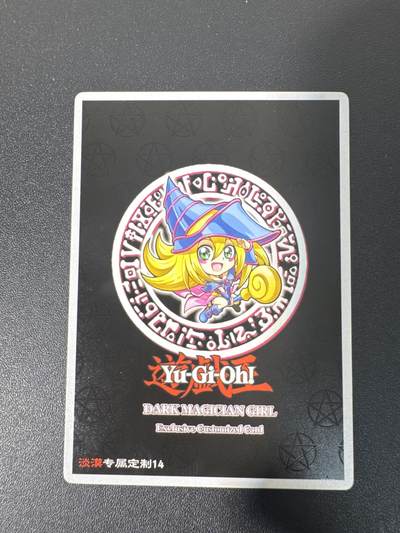 遊戯王
Yu-Gi-Oh!
DARK MAGICIAN GIRL
Exclusive Customized Card
淡漠专属定制14